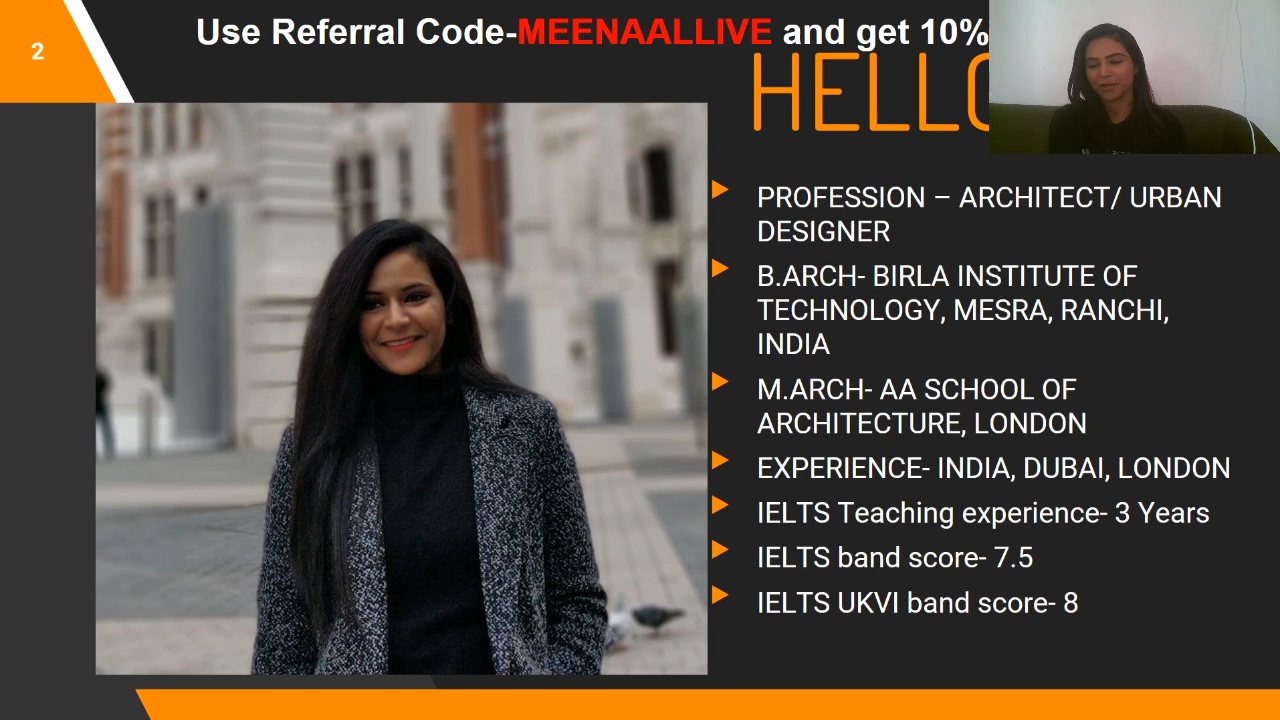 2
Use Referral Code-MEENAALLIVE and get 10%
HELLO
PROFESSION – ARCHITECT/ URBAN
DESIGNER
B.ARCH- BIRLA INSTITUTE OF
TECHNOLOGY, MESRA, RANCHI,
INDIA
M.ARCH- AA SCHOOL OF
ARCHITECTURE, LONDON
EXPERIENCE- INDIA, DUBAI, LONDON
IELTS Teaching experience- 3 Years
IELTS band score- 7.5
IELTS UKVI band score- 8